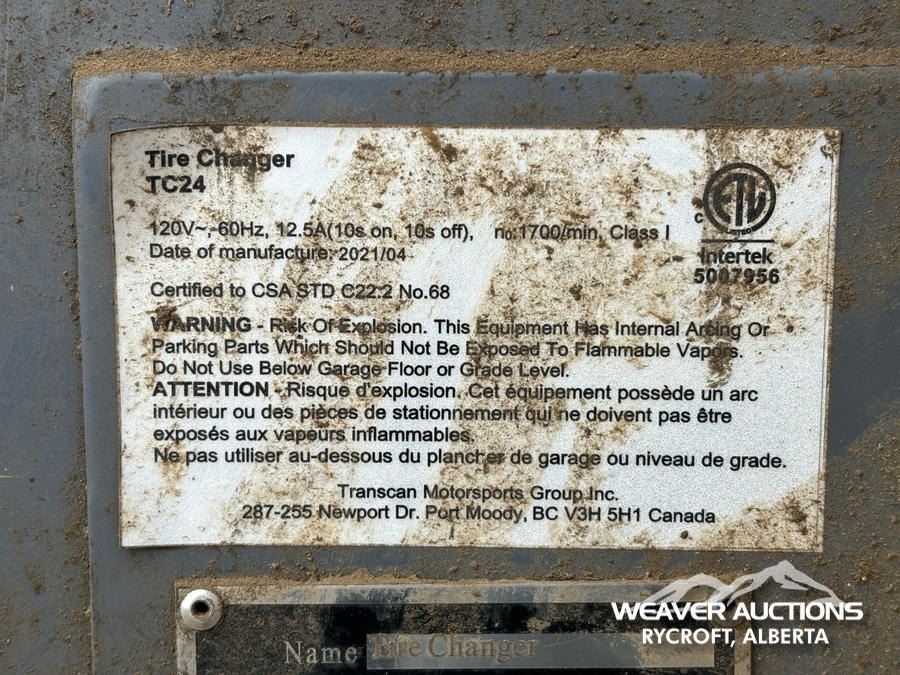 Tire Changer
TC24
120V~, 60Hz, 12.5A(10s on, 10s off), no:1700/min, Class I
Date of manufacture: 2021/04
Certified to CSA STD C22.2 No.68
c ETL
LISTED
Intertek
5007956
WARNING - Risk Of Explosion. This Equipment Has Internal Arcing Or
Parking Parts Which Should Not Be Exposed To Flammable Vapors.
Do Not Use Below Garage Floor or Grade Level.
ATTENTION - Risque d'explosion. Cet équipement possède un arc
intérieur ou des pièces de stationnement qui ne doivent pas être
exposés aux vapeurs inflammables.
Ne pas utiliser au-dessous du plancher de garage ou niveau de grade.
Transcan Motorsports Group Inc.
287-255 Newport Dr. Port Moody, BC V3H 5H1 Canada
Name Tire Changer
WEAVER AUCTIONS
RYCROFT, ALBERTA